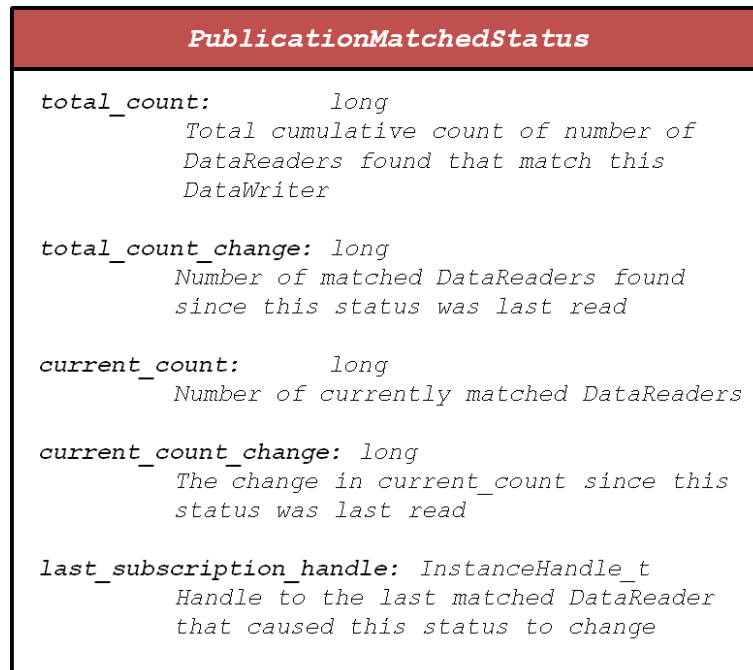 PublicationMatchedStatus
total_count: long
Total cumulative count of number of
DataReaders found that match this
DataWriter
total_count_change: long
Number of matched DataReaders found
since this status was last read
current_count: long
Number of currently matched DataReaders
current_count_change: long
The change in current_count since this
status was last read
last_subscription_handle: InstanceHandle_t
Handle to the last matched DataReader
that caused this status to change